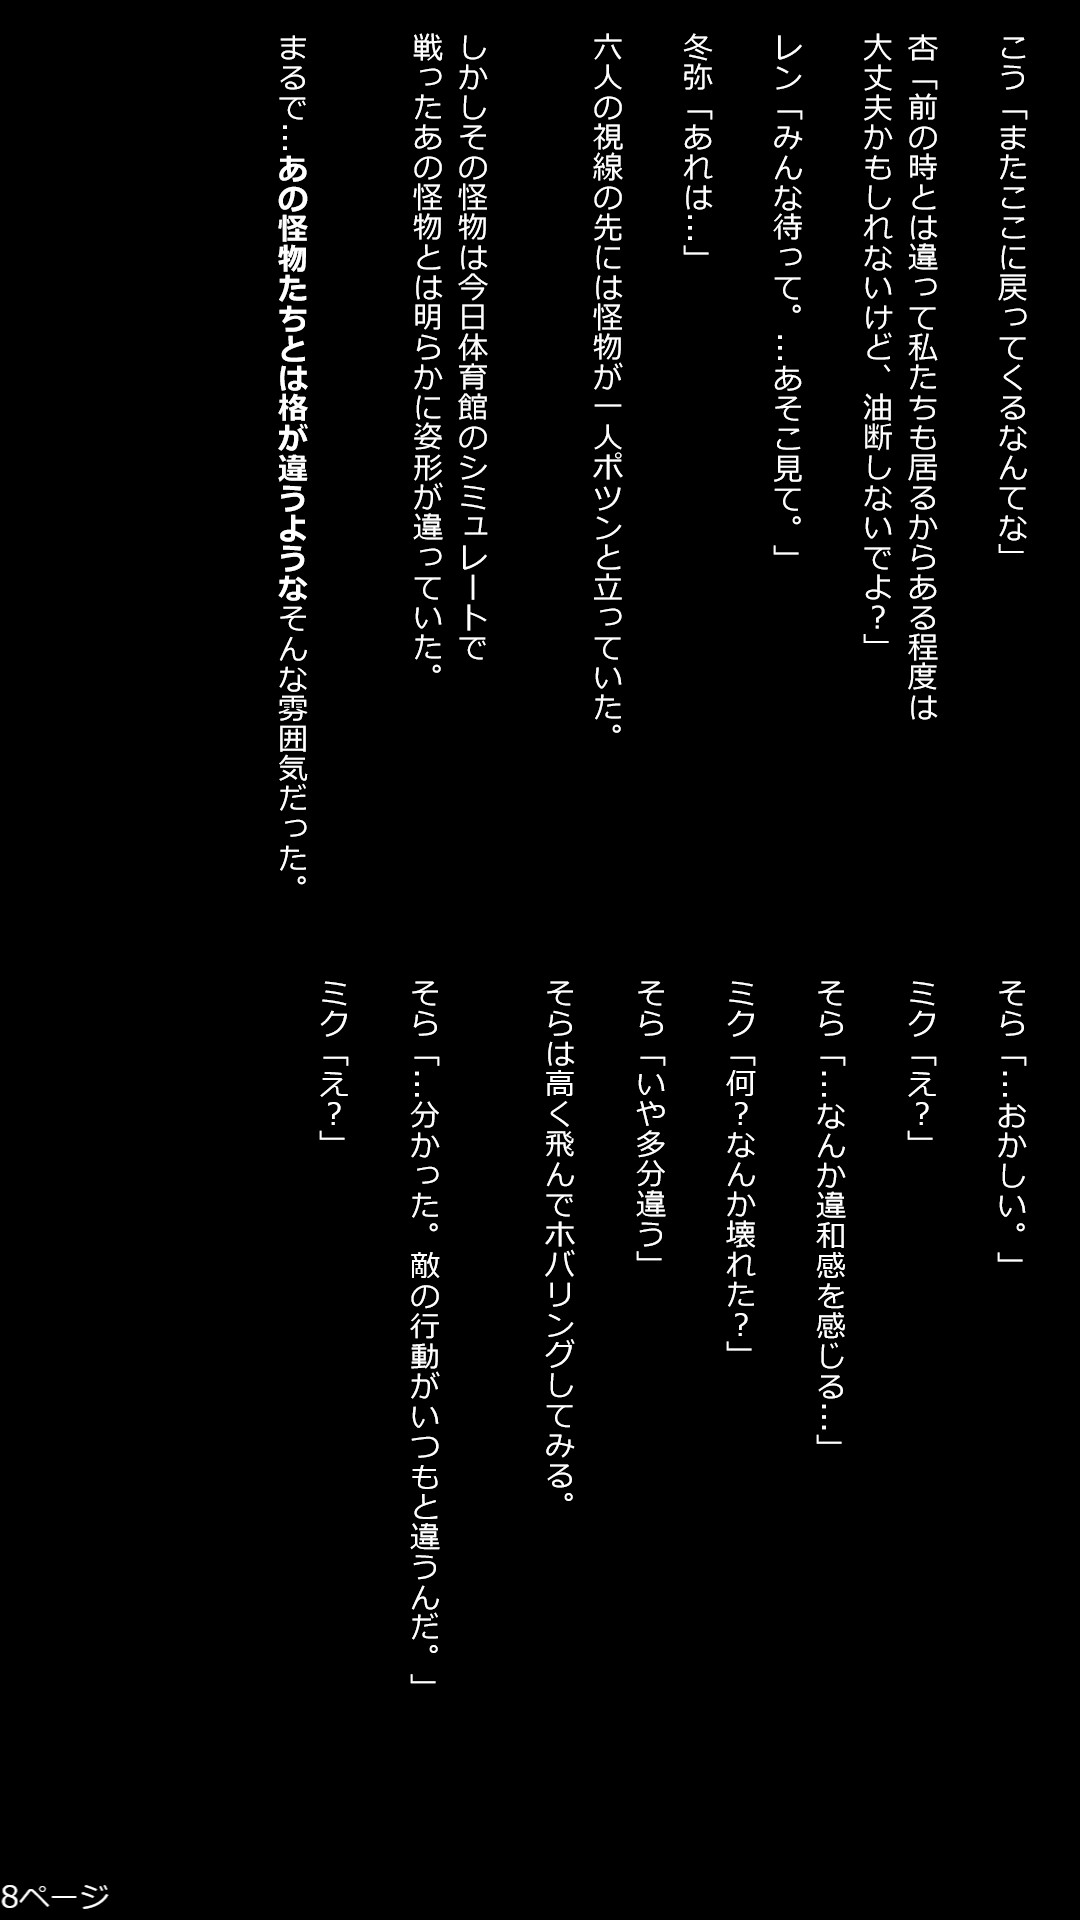 こう「またここに戻ってくるなんてな」
杏「前の時とは違って私たちも居るからある程度は
大丈夫かもしれないけど、油断しないでよ？」
レン「みんな待って。…あそこ見て。」
冬弥「あれは…」
六人の視線の先には怪物が一人ポツンと立っていた。
しかしその怪物は今日体育館のシミュレートで
戦ったあの怪物とは明らかに姿形が違っていた。
まるで…あの怪物たちとは格が違うようなそんな雰囲気だった。
そら「…おかしい。」
ミク「え？」
そら「…なんか違和感を感じる…」
ミク「何？なんか壊れた？」
そら「いや多分違う」
そらは高く飛んでホバリングしてみる。
そら「…分かった。敵の行動がいつもと違うんだ。」
ミク「え？」
8ページ